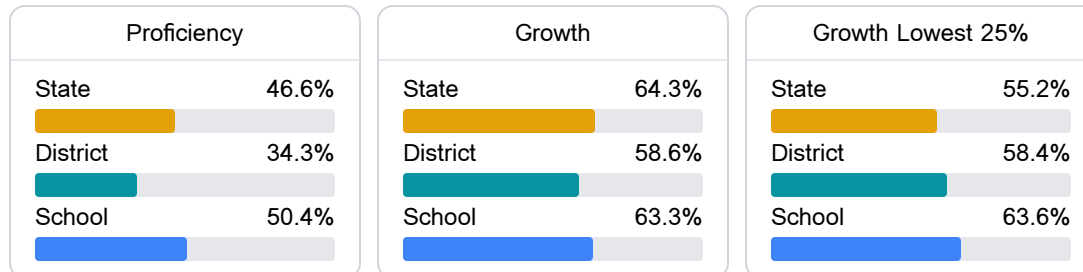 Proficiency
State 46.6%
District 34.3%
School 50.4%
Growth
State 64.3%
District 58.6%
School 63.3%
Growth Lowest 25%
State 55.2%
District 58.4%
School 63.6%